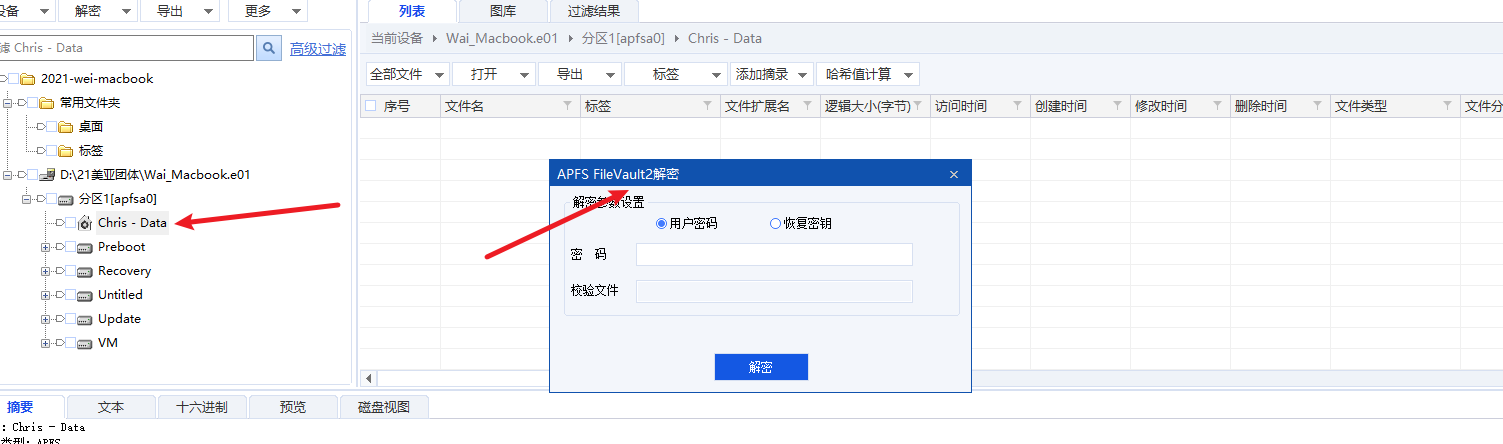 设备 解密 导出 更多
滤 Chris - Data 高级过滤
2021-wei-macbook
常用文件夹
桌面
标签
D:\21美亚团体\Wai_Macbook.e01
分区1[apfsa0]
Chris - Data
Preboot
Recovery
Untitled
Update
VM
列表 图库 过滤结果
当前设备 Wai_Macbook.e01 分区1[apfsa0] Chris - Data
全部文件 打开 导出 标签 添加摘录 哈希值计算
序号 文件名 标签 文件扩展名 逻辑大小(字节) 访问时间 创建时间 修改时间 删除时间 文件类型 文件分
APFS FileVault2解密
解密参数设置
用户密码 恢复密钥
密 码
校验文件
解密
摘要 文本 十六进制 预览 磁盘视图
: Chris - Data
类型: APFS